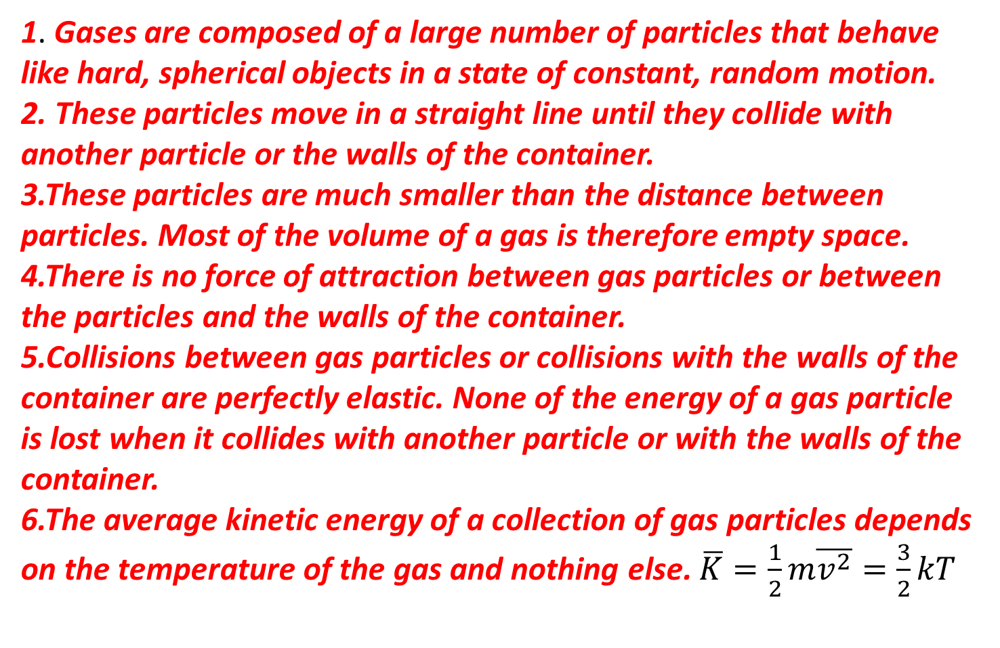 1. Gases are composed of a large number of particles that behave
like hard, spherical objects in a state of constant, random motion.
2. These particles move in a straight line until they collide with
another particle or the walls of the container.
3.These particles are much smaller than the distance between
particles. Most of the volume of a gas is therefore empty space.
4.There is no force of attraction between gas particles or between
the particles and the walls of the container.
5.Collisions between gas particles or collisions with the walls of the
container are perfectly elastic. None of the energy of a gas particle
is lost when it collides with another particle or with the walls of the
container.
6.The average kinetic energy of a collection of gas particles depends
on the temperature of the gas and nothing else. K̅ = 1/2 m v̅²̅ = 3/2 kT